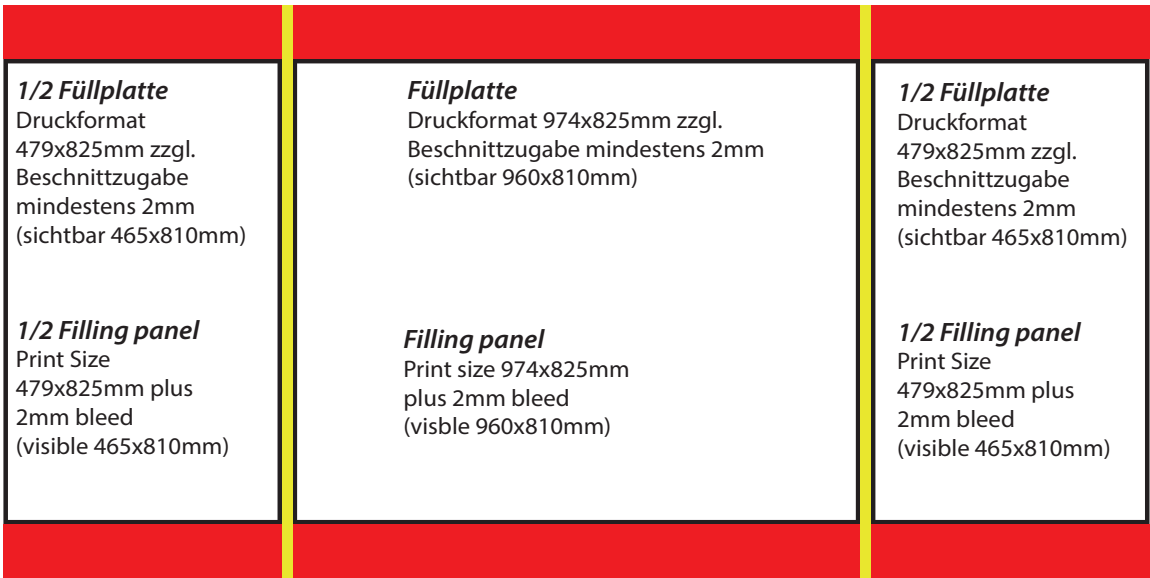 1/2 Füllplatte
Druckformat
479x825mm zzgl.
Beschnittzugabe
mindestens 2mm
(sichtbar 465x810mm)
1/2 Filling panel
Print Size
479x825mm plus
2mm bleed
(visible 465x810mm)
Füllplatte
Druckformat 974x825mm zzgl.
Beschnittzugabe mindestens 2mm
(sichtbar 960x810mm)
Filling panel
Print size 974x825mm
plus 2mm bleed
(visble 960x810mm)
1/2 Füllplatte
Druckformat
479x825mm zzgl.
Beschnittzugabe
mindestens 2mm
(sichtbar 465x810mm)
1/2 Filling panel
Print Size
479x825mm plus
2mm bleed
(visible 465x810mm)